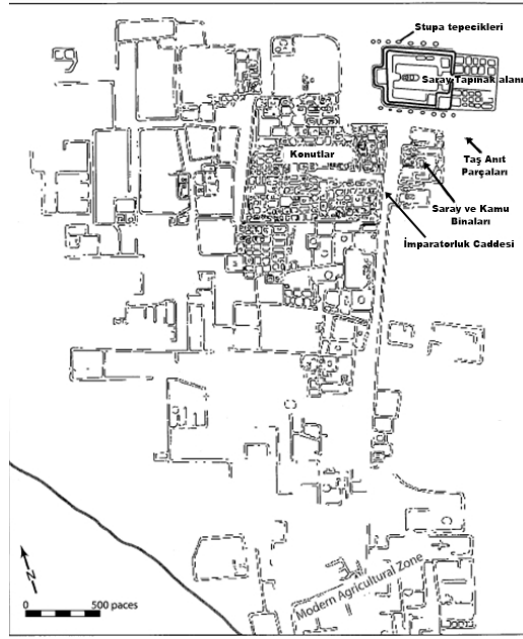 Stupa tepecikleri
Saray Tapınak alanı
Taş Anıt
Parçaları
Konutlar
Saray ve Kamu
Binaları
İmparatorluk Caddesi
Modern Agricultural Zone
N
0 500 paces